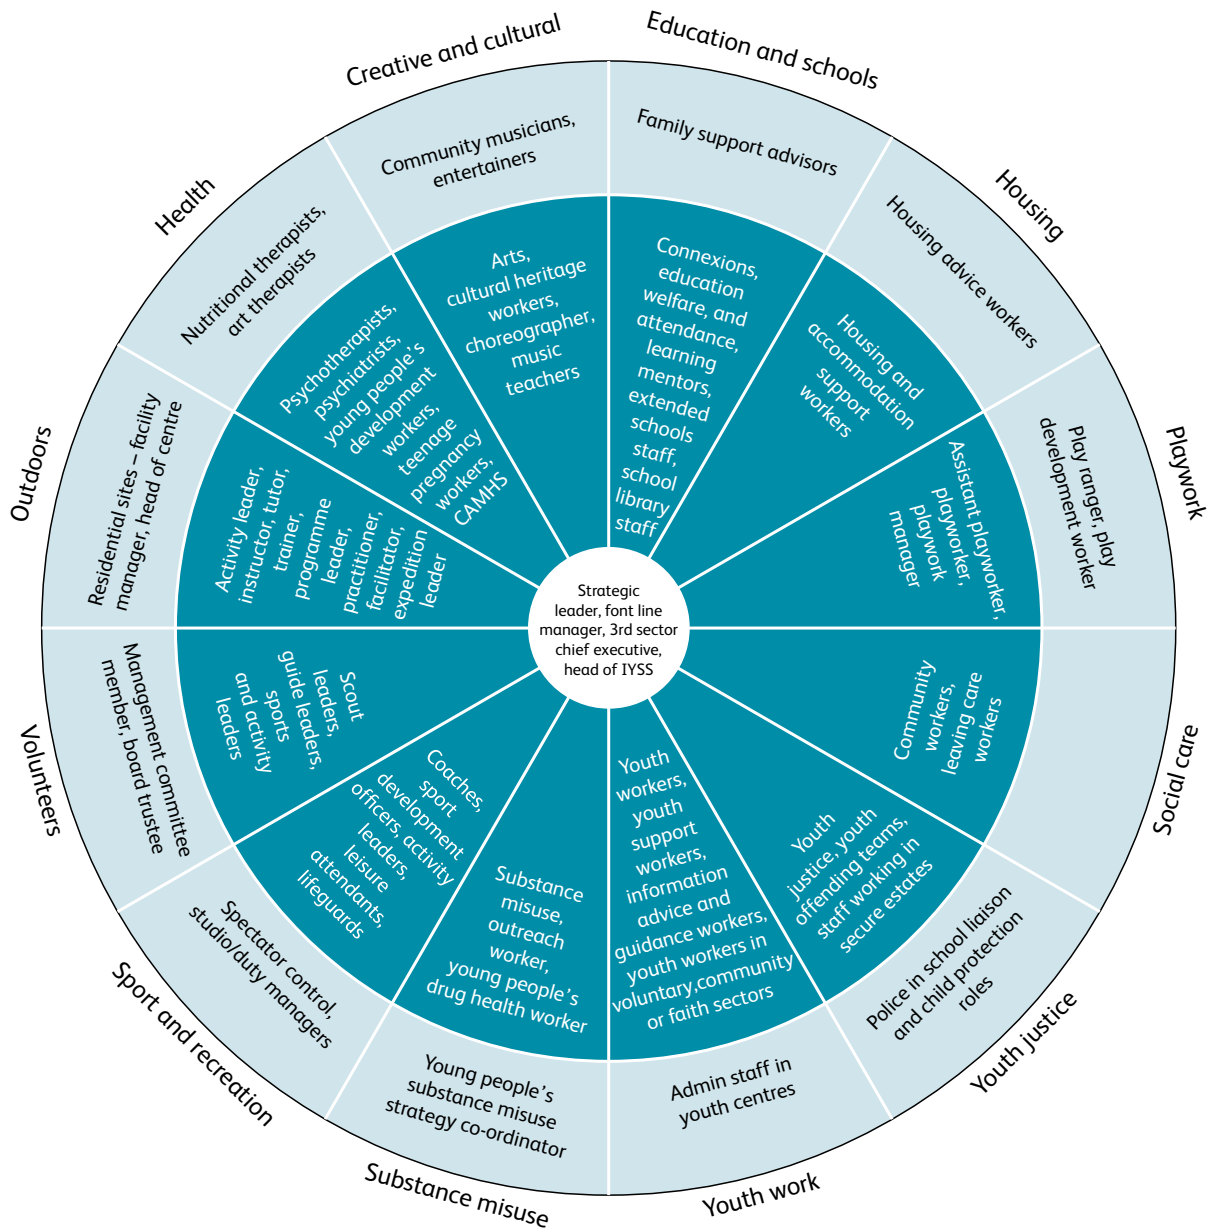 Creative and cultural
Education and schools
Housing
Playwork
Social care
Youth justice
Youth work
Substance misuse
Sport and recreation
Volunteers
Outdoors
Health
Community musicians,
entertainers
Family support advisors
Housing advice workers
Play ranger, play
development worker
Police in school liaison
and child protection
roles
Admin staff in
youth centres
Young people's
substance misuse
strategy co-ordinator
Spectator control,
studio/duty managers
Management committee
member, board trustee
Residential sites – facility
manager, head of centre
Nutritional therapists,
art therapists
Arts,
cultural heritage
workers,
choreographer,
music
teachers
Connexions,
education
welfare, and
attendance,
learning
mentors,
extended
schools
staff,
school
library
staff
Housing and
accommodation
support
workers
Assistant playworker,
playworker,
playwork
manager
Community
workers,
leaving care
workers
Youth
justice, youth
offending teams,
staff working in
secure estates
Youth
workers,
youth
support
workers,
information
advice and
guidance workers,
youth workers in
voluntary,community
or faith sectors
Substance
misuse,
outreach
worker,
young people's
drug health worker
Coaches,
sport
development
officers, activity
leaders,
leisure
attendants,
lifeguards
Scout
leaders,
guide leaders,
sports
and activity
leaders
Activity leader,
instructor, tutor,
trainer,
programme
leader,
practitioner,
facilitator,
expedition
leader
Psychotherapists,
psychiatrists,
young people's
development
workers,
teenage
pregnancy
workers,
CAMHS
Strategic
leader, font line
manager, 3rd sector
chief executive,
head of IYSS